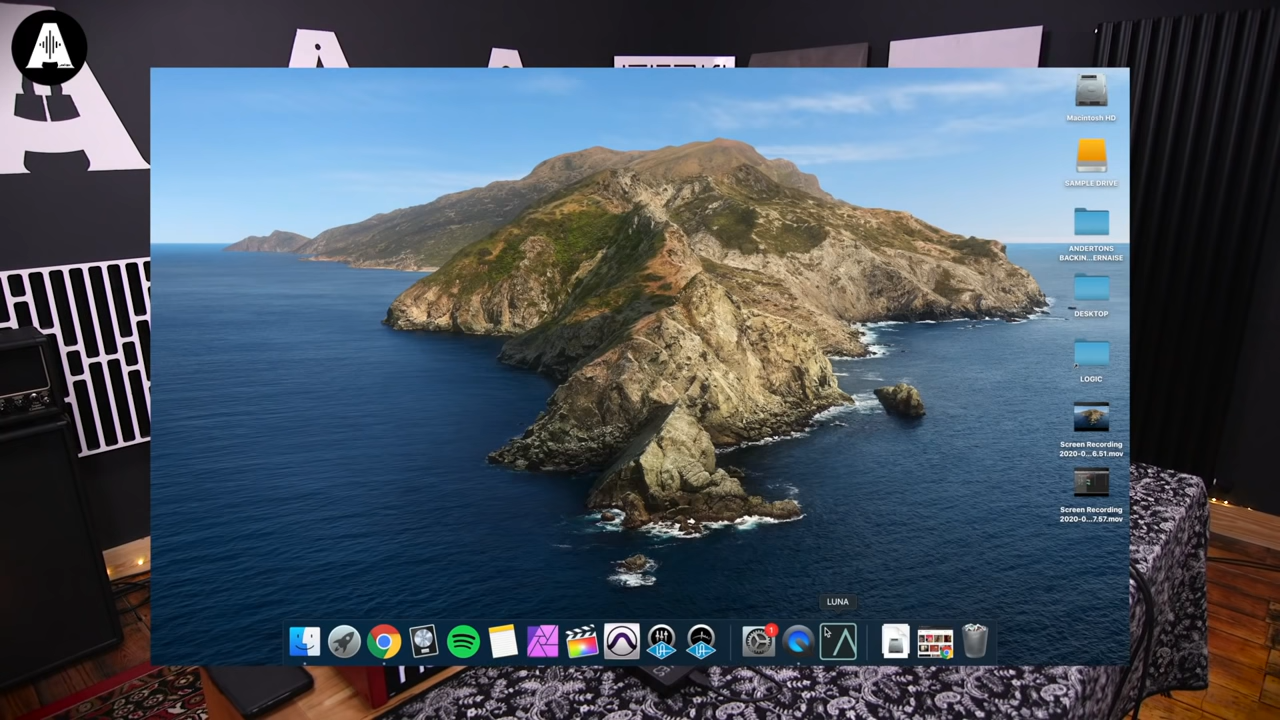 Macintosh HD
SAMPLE DRIVE
ANDERTONS
BACKIN...ERNAISE
DESKTOP
LOGIC
Screen Recording
2020-0...6.51.mov
Screen Recording
2020-0...7.57.mov
LUNA
1